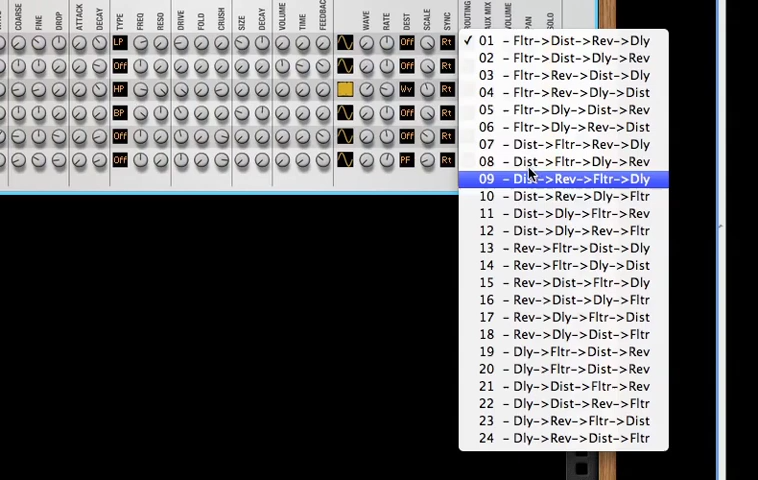 COARSE
FINE
DROP
ATTACK
DECAY
TYPE
FREQ
RESO
DRIVE
FOLD
CRUSH
SIZE
DECAY
VOLUME
TIME
FEEDBAC
WAVE
RATE
DEST
SCALE
SYNC
ROUTING
AUX MIX
VOLUME
PAN
SOLO
LP
Off
Rt
Off
Off
Rt
HP
Wv
Rt
BP
Off
Rt
Off
Off
Rt
Off
PF
Rt
✓ 01 - Fltr->Dist->Rev->Dly
02 - Fltr->Dist->Dly->Rev
03 - Fltr->Rev->Dist->Dly
04 - Fltr->Rev->Dly->Dist
05 - Fltr->Dly->Dist->Rev
06 - Fltr->Dly->Rev->Dist
07 - Dist->Fltr->Rev->Dly
08 - Dist->Fltr->Dly->Rev
09 - Dist->Rev->Fltr->Dly
10 - Dist->Rev->Dly->Fltr
11 - Dist->Dly->Fltr->Rev
12 - Dist->Dly->Rev->Fltr
13 - Rev->Fltr->Dist->Dly
14 - Rev->Fltr->Dly->Dist
15 - Rev->Dist->Fltr->Dly
16 - Rev->Dist->Dly->Fltr
17 - Rev->Dly->Fltr->Dist
18 - Rev->Dly->Dist->Fltr
19 - Dly->Fltr->Dist->Rev
20 - Dly->Fltr->Dist->Rev
21 - Dly->Dist->Fltr->Rev
22 - Dly->Dist->Rev->Fltr
23 - Dly->Rev->Fltr->Dist
24 - Dly->Rev->Dist->Fltr